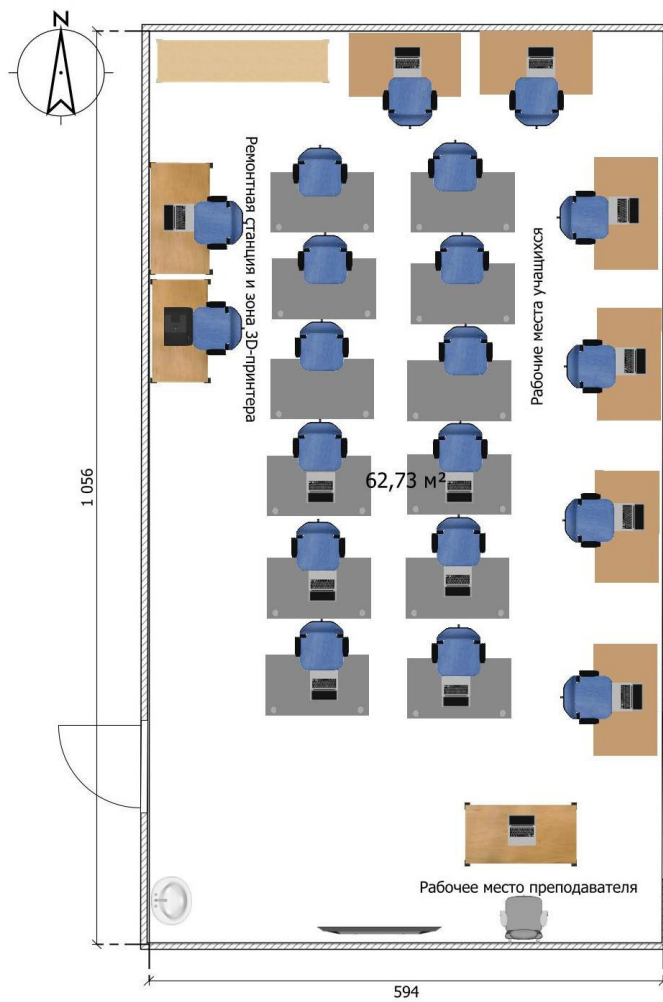 N
Ремонтная станция и зона 3D-принтера
Рабочие места учащихся
62,73 м²
1 056
Рабочее место преподавателя
594